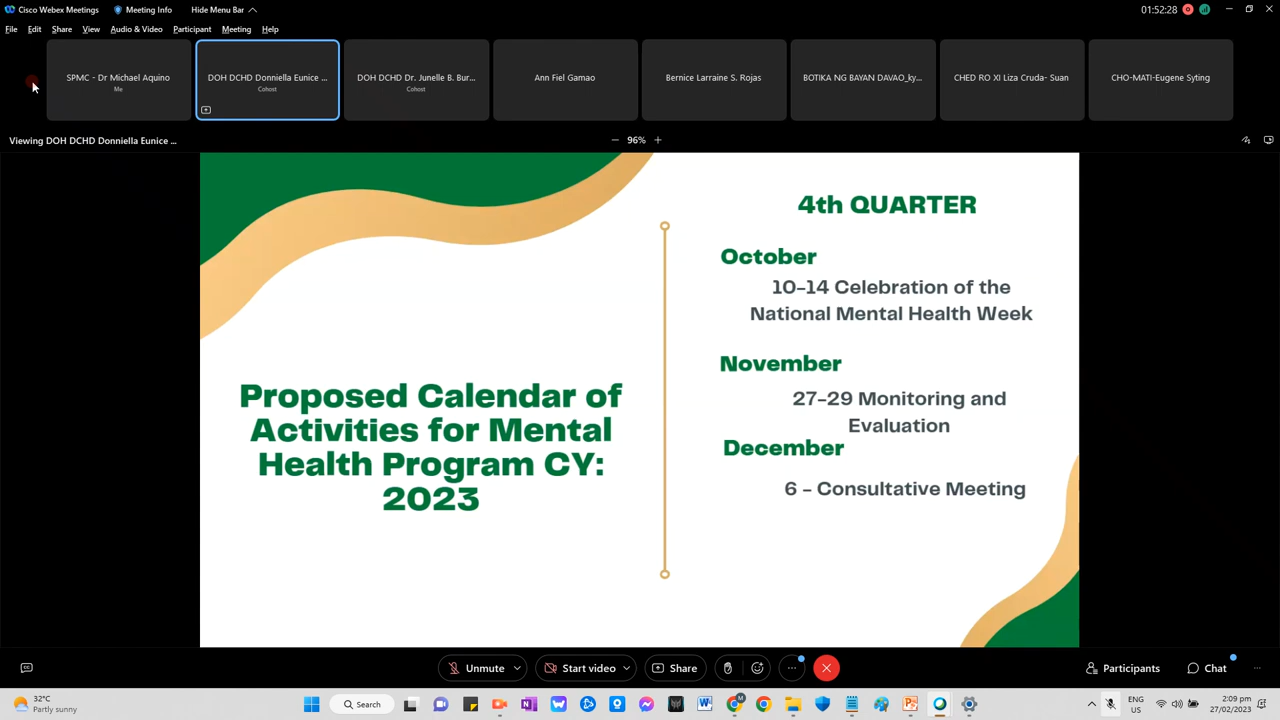 Cisco Webex Meetings
Meeting Info
Hide Menu Bar
01:52:28
File Edit Share View Audio & Video Participant Meeting Help
SPMC - Dr Michael Aquino
Me
DOH DCHD Donniella Eunice ...
Cohost
DOH DCHD Dr. Junelle B. Bur...
Cohost
Ann Fiel Gamao
Bernice Larraine S. Rojas
BOTIKA NG BAYAN DAVAO_ky...
CHED RO XI Liza Cruda- Suan
CHO-MATI-Eugene Syting
Viewing DOH DCHD Donniella Eunice ...
96%
Proposed Calendar of
Activities for Mental
Health Program CY:
2023
4th QUARTER
October
10-14 Celebration of the
National Mental Health Week
November
27-29 Monitoring and
Evaluation
December
6 - Consultative Meeting
Unmute
Start video
Share
Participants
Chat
32°C
Partly sunny
Search
ENG
US
2:09 pm
27/02/2023